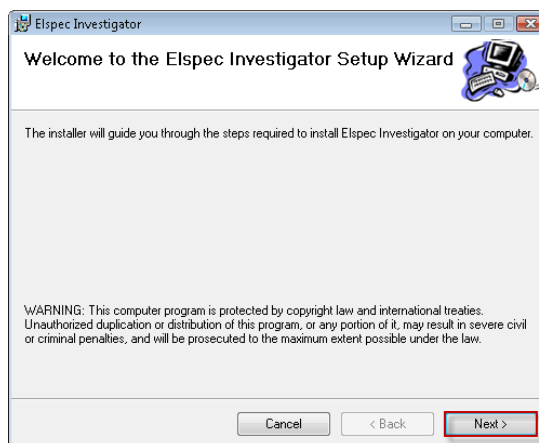 Elspec Investigator
Welcome to the Elspec Investigator Setup Wizard
The installer will guide you through the steps required to install Elspec Investigator on your computer.
WARNING: This computer program is protected by copyright law and international treaties.
Unauthorized duplication or distribution of this program, or any portion of it, may result in severe civil
or criminal penalties, and will be prosecuted to the maximum extent possible under the law.
Cancel
< Back
Next >